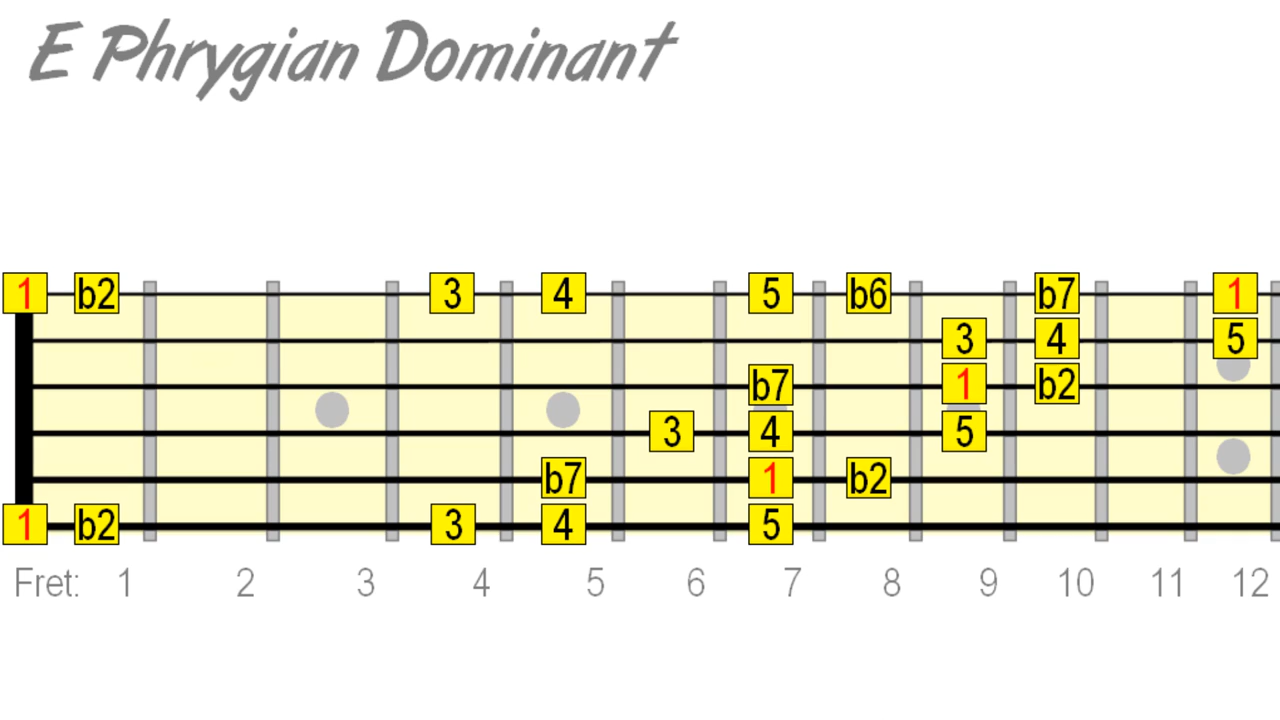 E Phrygian Dominant
1 b2 3 4 5 b6 b7 1
3 4 5
b7 1 b2
3 4 5
b7 1 b2
1 b2 3 4 5
Fret: 1 2 3 4 5 6 7 8 9 10 11 12